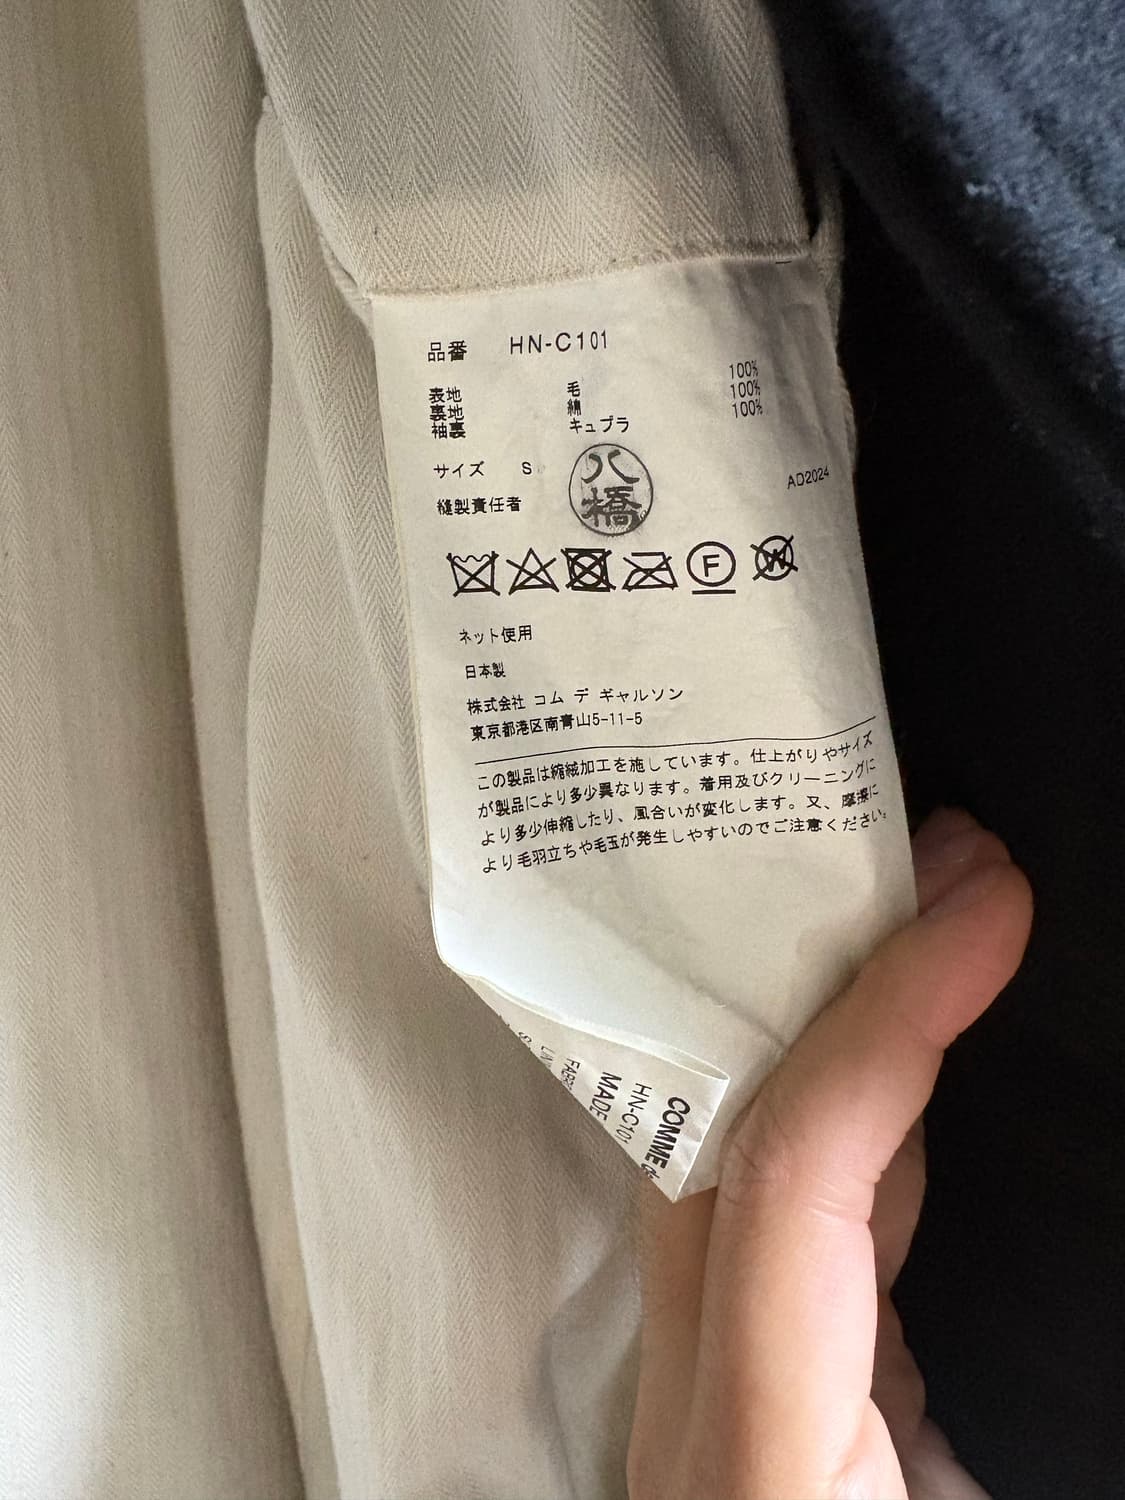 品番 HN-C101
表地 毛 100%
裏地 綿 100%
袖裏 キュプラ 100%
サイズ S
AD2024
縫製責任者 八橋
F W
ネット使用
日本製
株式会社 コム デ ギャルソン
東京都港区南青山5-11-5
この製品は縮絨加工を施しています。仕上がりやサイズ
が製品により多少異なります。着用及びクリーニングに
より多少伸縮したり、風合いが変化します。又、摩擦に
より毛羽立ちや毛玉が発生しやすいのでご注意ください。
COMME de
HN-C101
MADE